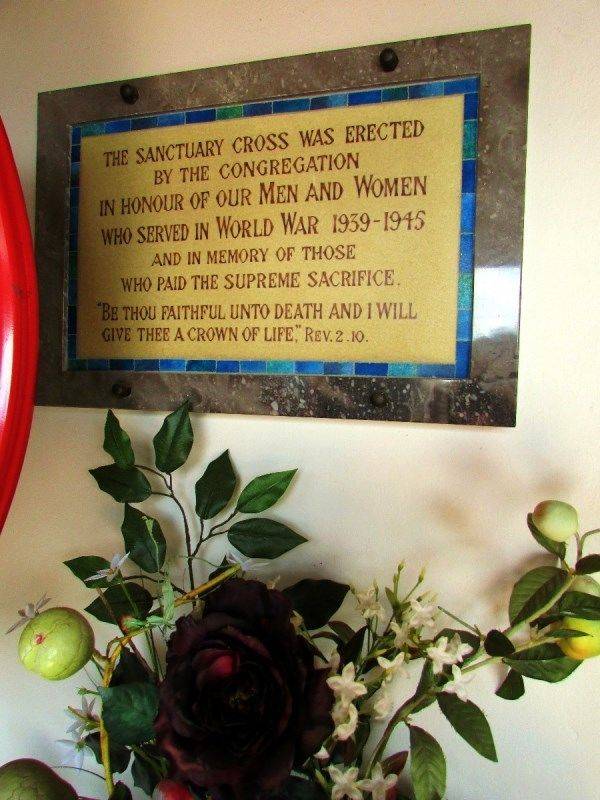 THE SANCTUARY CROSS WAS ERECTED
BY THE CONGREGATION
IN HONOUR OF OUR MEN AND WOMEN
WHO SERVED IN WORLD WAR 1939-1945
AND IN MEMORY OF THOSE
WHO PAID THE SUPREME SACRIFICE.
"BE THOU FAITHFUL UNTO DEATH AND I WILL
GIVE THEE A CROWN OF LIFE," REV. 2. 10.